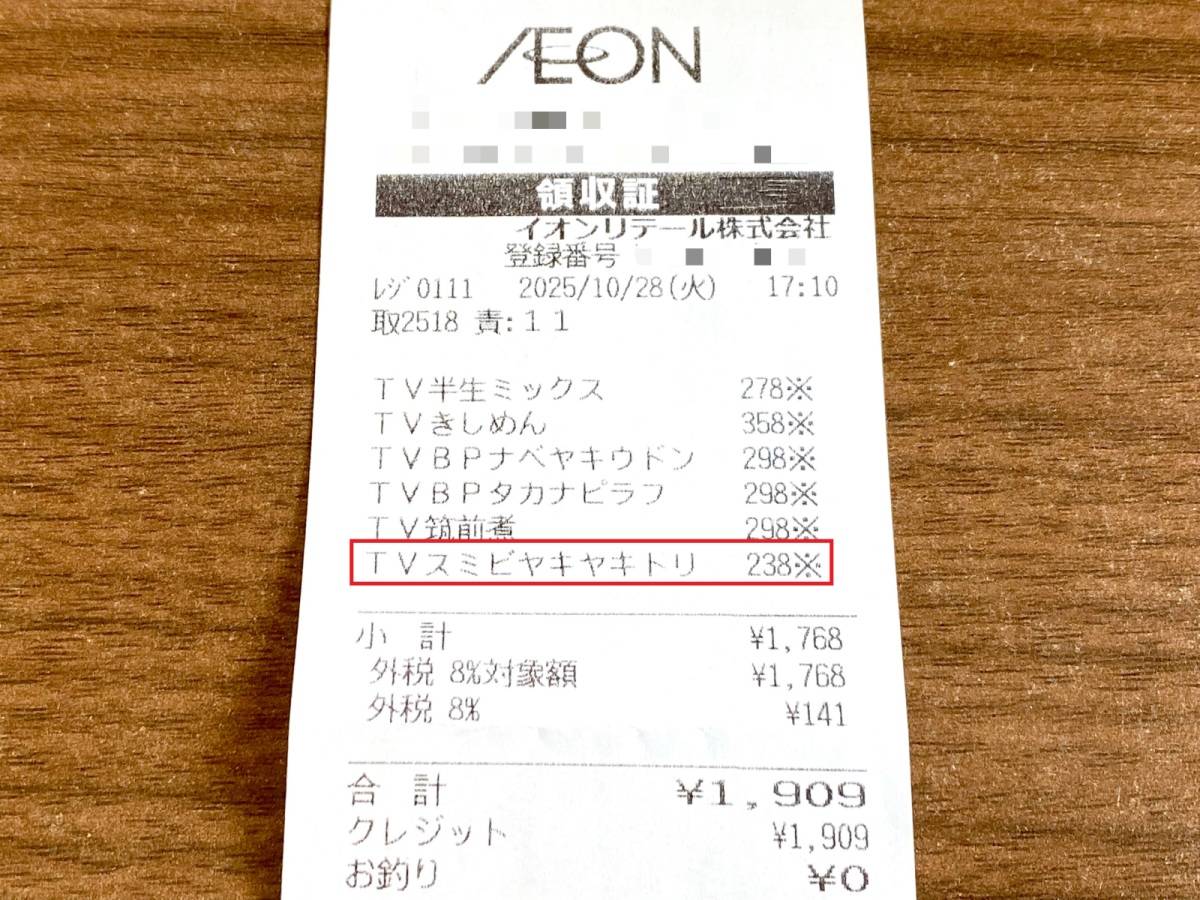 ÆON
領収証
イオンリテール株式会社
登録番号
ﾚｼﾞ0111 2025/10/28(火) 17:10
取2518 責:11
TV半生ミックス 278※
TVきしめん 358※
TVBPナベヤキウドン 298※
TVBPタカナピラフ 298※
TV筑前煮 298※
TVスミビヤキヤキトリ 238※
小 計 ¥1,768
外税 8%対象額 ¥1,768
外税 8% ¥141
合 計 ¥1,909
クレジット ¥1,909
お釣り ¥0